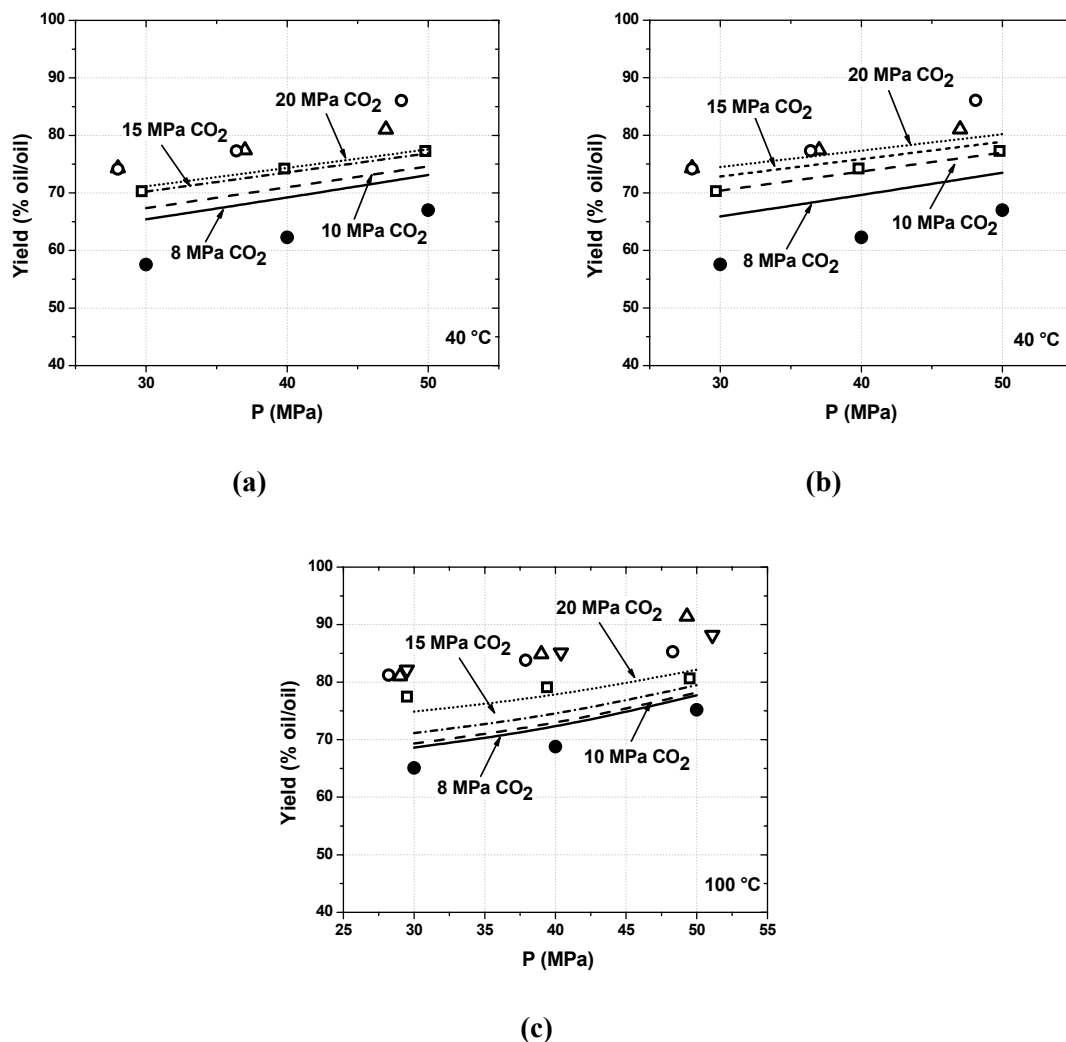 100
90
80
70
60
50
40
Yield (% oil/oil)
20 MPa CO2
15 MPa CO2
10 MPa CO2
8 MPa CO2
40 °C
30 40 50
P (MPa)
(a)
100
90
80
70
60
50
40
Yield (% oil/oil)
20 MPa CO2
15 MPa CO2
10 MPa CO2
8 MPa CO2
40 °C
30 40 50
P (MPa)
(b)
100
90
80
70
60
50
40
Yield (% oil/oil)
20 MPa CO2
15 MPa CO2
10 MPa CO2
8 MPa CO2
100 °C
25 30 35 40 45 50 55
P (MPa)
(c)